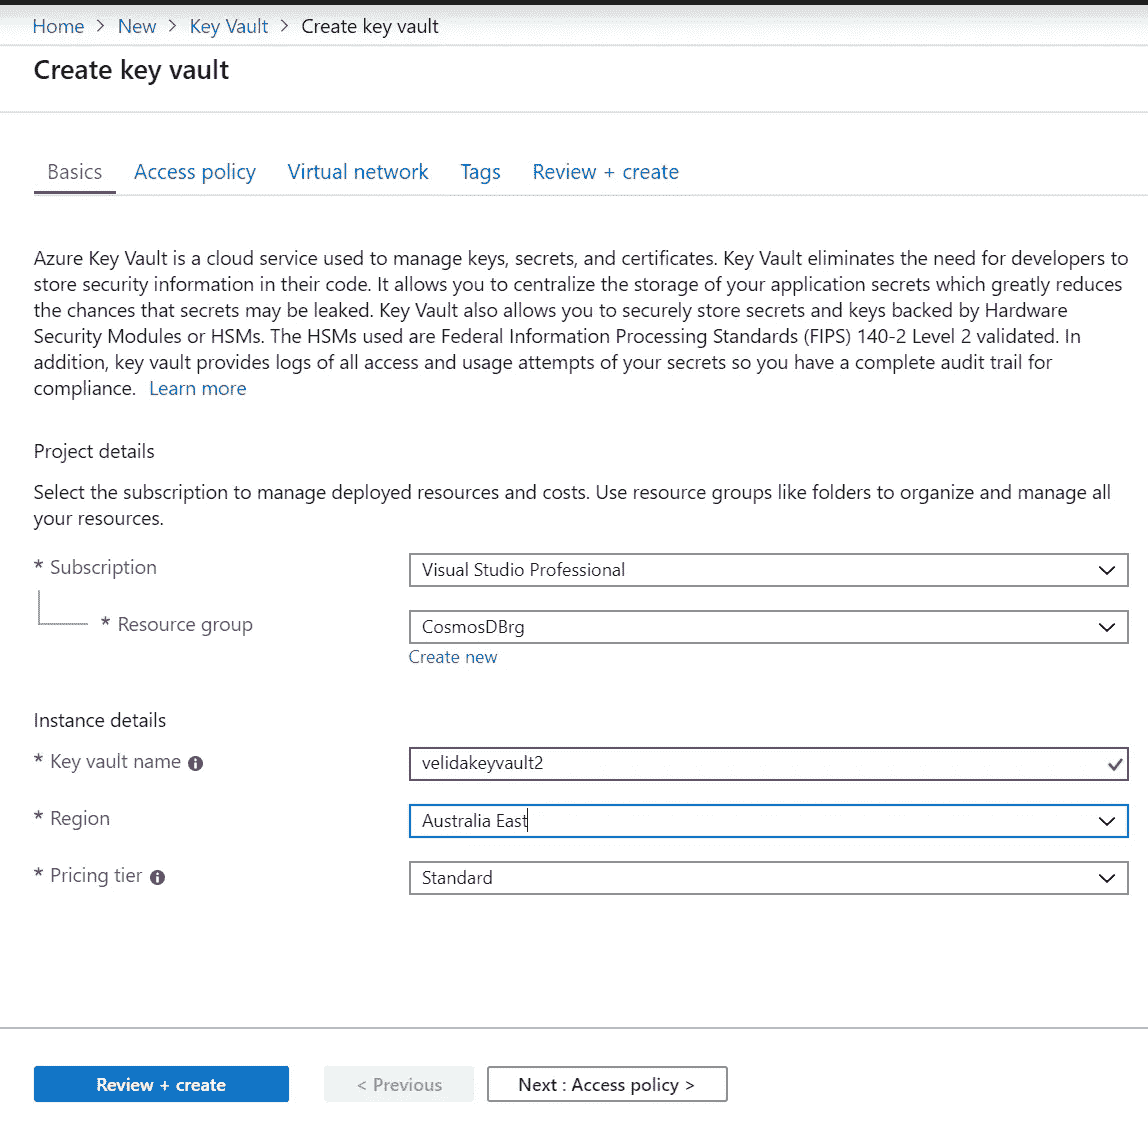 Home > New > Key Vault > Create key vault
Create key vault
Basics Access policy Virtual network Tags Review + create
Azure Key Vault is a cloud service used to manage keys, secrets, and certificates. Key Vault eliminates the need for developers to
store security information in their code. It allows you to centralize the storage of your application secrets which greatly reduces
the chances that secrets may be leaked. Key Vault also allows you to securely store secrets and keys backed by Hardware
Security Modules or HSMs. The HSMs used are Federal Information Processing Standards (FIPS) 140-2 Level 2 validated. In
addition, key vault provides logs of all access and usage attempts of your secrets so you have a complete audit trail for
compliance. Learn more
Project details
Select the subscription to manage deployed resources and costs. Use resource groups like folders to organize and manage all
your resources.
* Subscription Visual Studio Professional
* Resource group CosmosDBrg
Create new
Instance details
* Key vault name velidakeyvault2
* Region Australia East
* Pricing tier Standard
Review + create < Previous Next : Access policy >